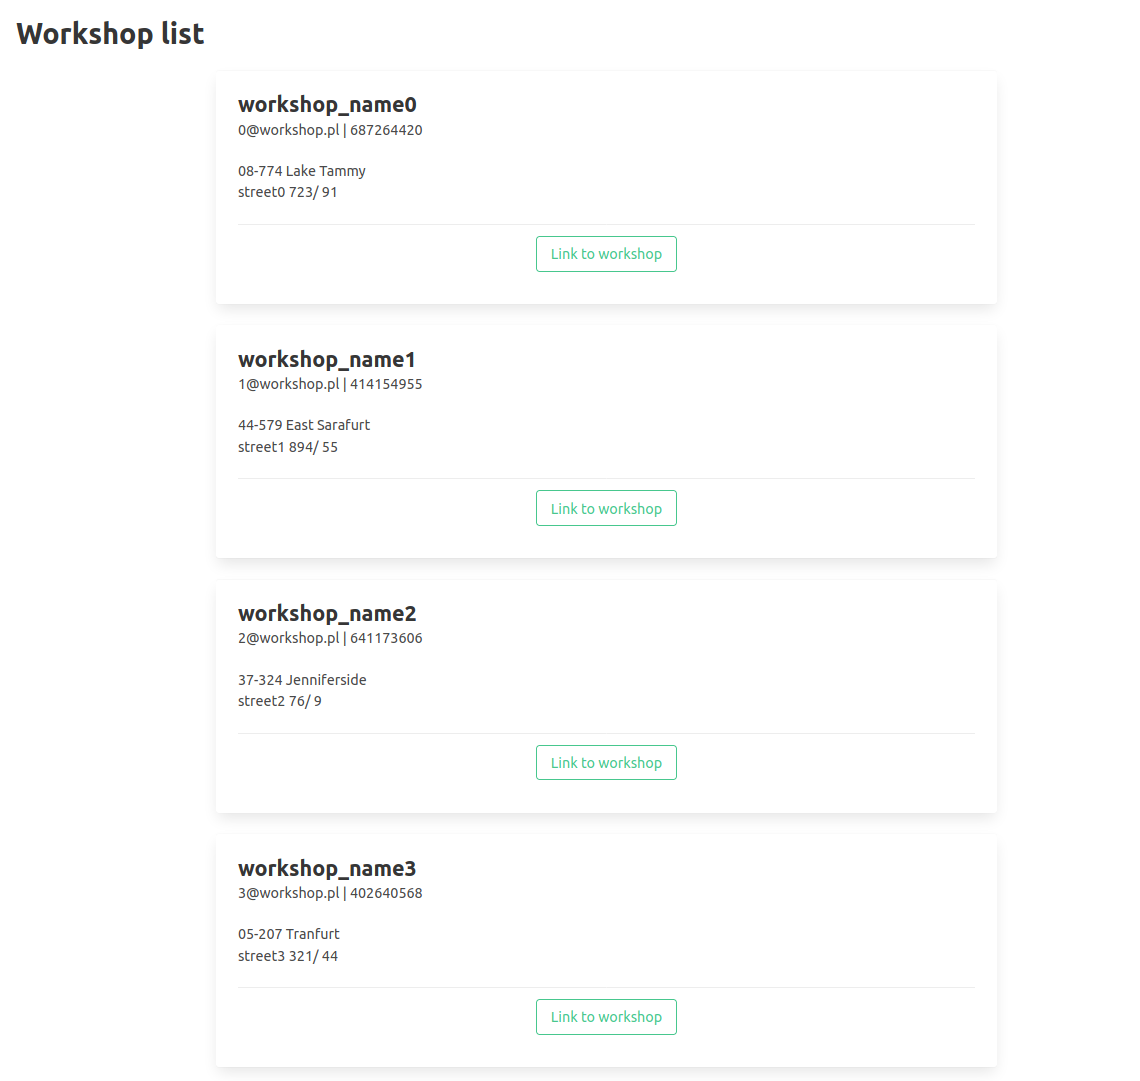 Workshop list
workshop_name0
0@workshop.pl | 687264420
08-774 Lake Tammy
street0 723/ 91
Link to workshop
workshop_name1
1@workshop.pl | 414154955
44-579 East Sarafurt
street1 894/ 55
Link to workshop
workshop_name2
2@workshop.pl | 641173606
37-324 Jenniferside
street2 76/ 9
Link to workshop
workshop_name3
3@workshop.pl | 402640568
05-207 Tranfurt
street3 321/ 44
Link to workshop